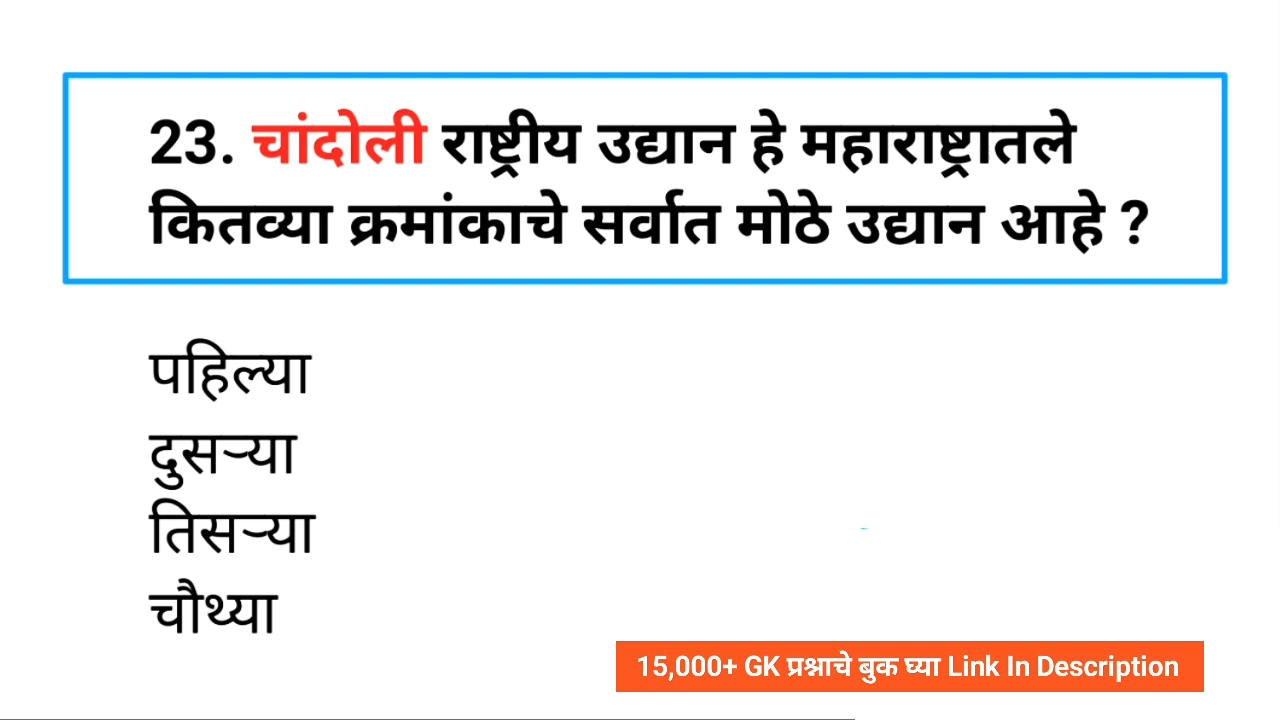 23. चांदोली राष्ट्रीय उद्यान हे महाराष्ट्रातले
कितव्या क्रमांकाचे सर्वात मोठे उद्यान आहे ?
पहिल्या
दुसऱ्या
तिसऱ्या
चौथ्या
15,000+ GK प्रश्नाचे बुक घ्या Link In Description